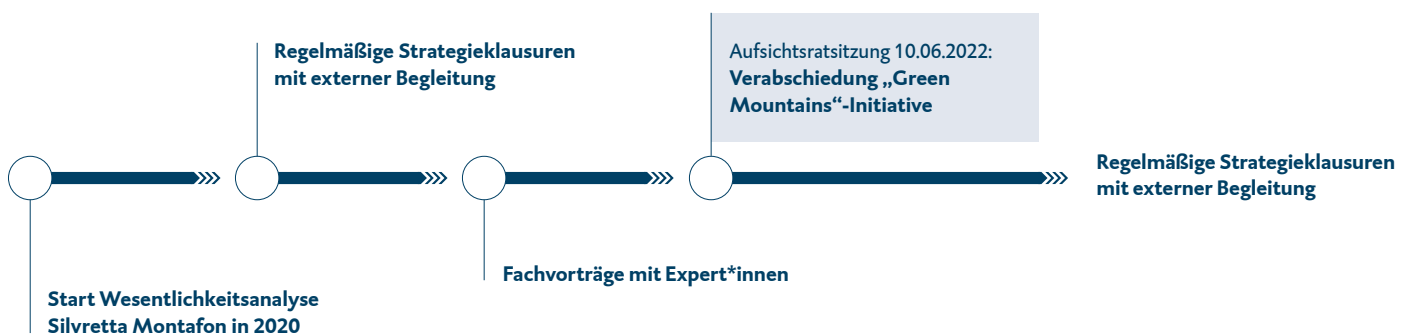 Regelmäßige Strategieklausuren
mit externer Begleitung
Aufsichtsratsitzung 10.06.2022:
Verabschiedung „Green
Mountains“-Initiative
Regelmäßige Strategieklausuren
mit externer Begleitung
Fachvorträge mit Expert*innen
Start Wesentlichkeitsanalyse
Silvretta Montafon in 2020